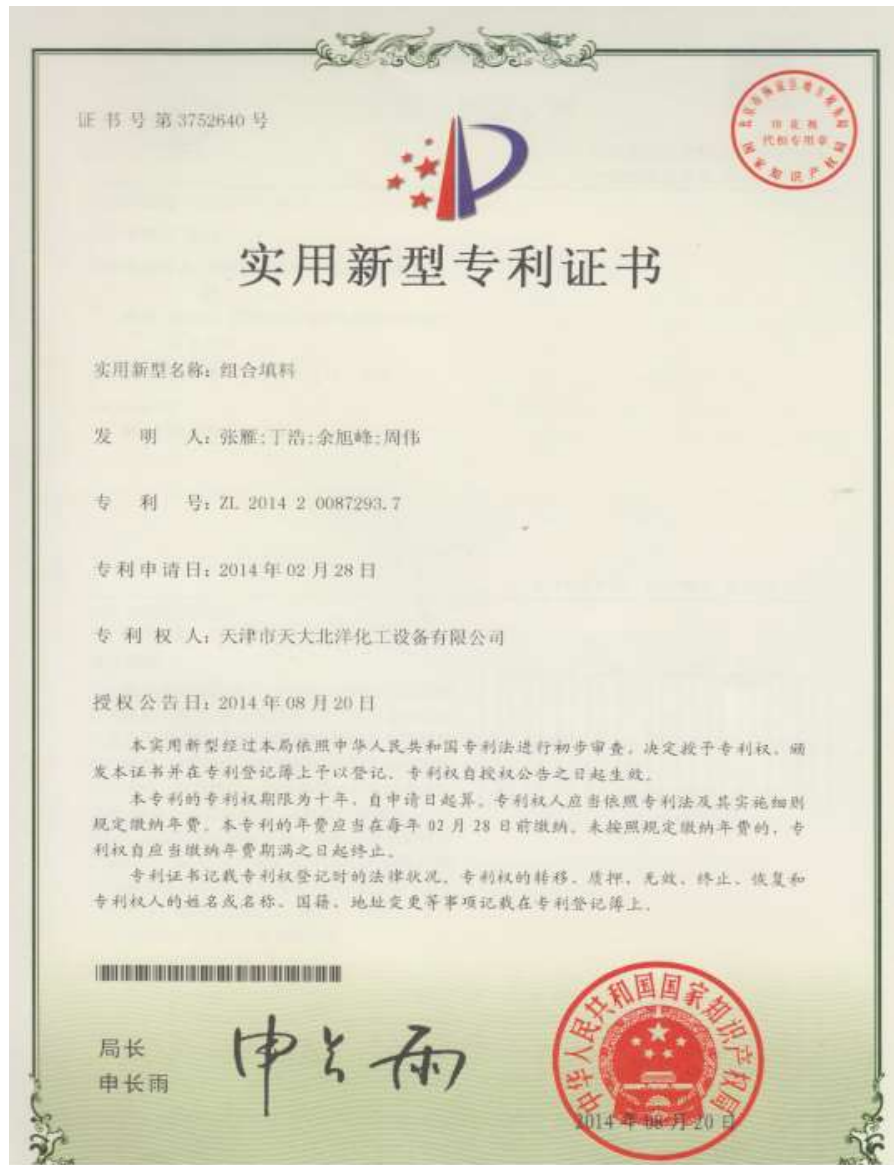 证书号第3752640号
印花税
代扣专用章
国家知识产权局
实用新型专利证书
实用新型名称:组合填料
发明人:张雁;丁浩;余旭峰;周伟
专利号:ZL 2014 2 0087293.7
专利申请日:2014年02月28日
专利权人:天津市天大北洋化工设备有限公司
授权公告日:2014年08月20日
本实用新型经过本局依照中华人民共和国专利法进行初步审查,决定授予专利权,颁
发本证书并在专利登记簿上予以登记。专利权自授权公告之日起生效。
本专利的专利权期限为十年,自申请日起算。专利权人应当依照专利法及其实施细则
规定缴纳年费。本专利的年费应当在每年02月28日前缴纳。未按照规定缴纳年费的,专
利权自应当缴纳年费期满之日起终止。
专利证书记载专利权登记时的法律状况。专利权的转移、质押、无效、终止、恢复和
专利权人的姓名或名称、国籍、地址变更等事项记载在专利登记簿上。
局长
申长雨
申长雨
中华人民共和国国家知识产权局
2014年08月20日